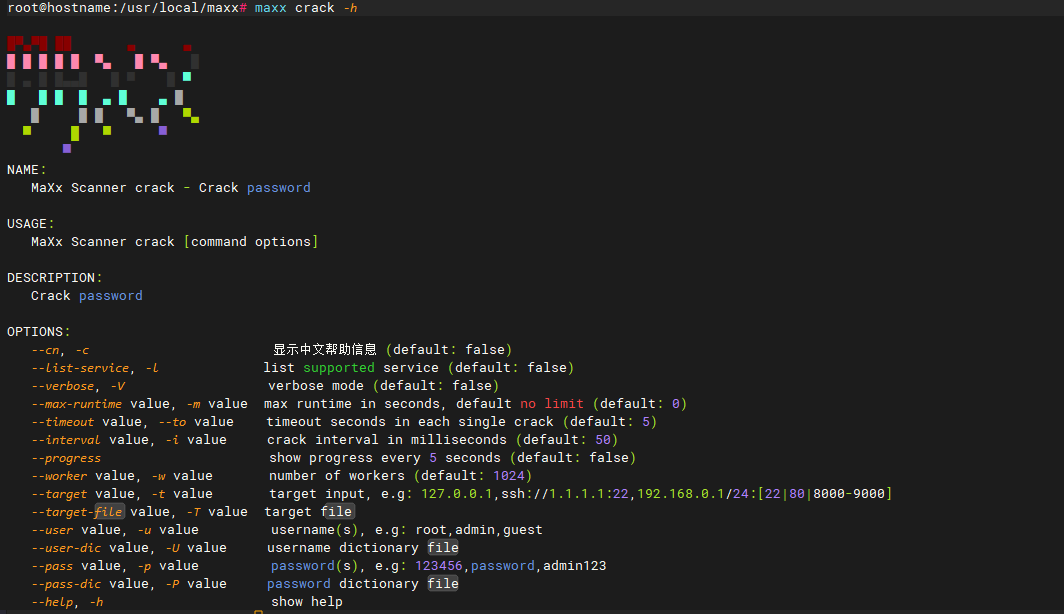 root@hostname:/usr/local/maxx# maxx crack -h
NAME:
MaXx Scanner crack - Crack password
USAGE:
MaXx Scanner crack [command options]
DESCRIPTION:
Crack password
OPTIONS:
--cn, -c 显示中文帮助信息 (default: false)
--list-service, -l list supported service (default: false)
--verbose, -V verbose mode (default: false)
--max-runtime value, -m value max runtime in seconds, default no limit (default: 0)
--timeout value, --to value timeout seconds in each single crack (default: 5)
--interval value, -i value crack interval in milliseconds (default: 50)
--progress show progress every 5 seconds (default: false)
--worker value, -w value number of workers (default: 1024)
--target value, -t value target input, e.g: 127.0.0.1,ssh://1.1.1.1:22,192.168.0.1/24:[22|80|8000-9000]
--target-file value, -T value target file
--user value, -u value username(s), e.g: root,admin,guest
--user-dic value, -U value username dictionary file
--pass value, -p value password(s), e.g: 123456,password,admin123
--pass-dic value, -P value password dictionary file
--help, -h show help